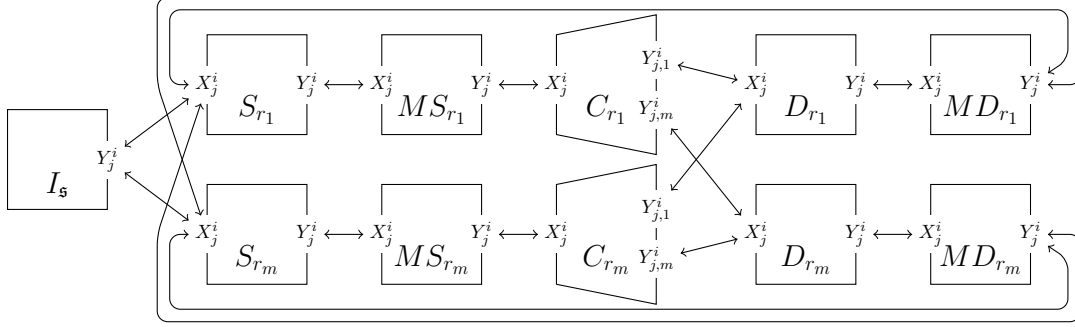 Y_{j,1}^i
X_j^i Y_j^i X_j^i Y_j^i X_j^i X_j^i Y_j^i X_j^i Y_j^i
S_{r_1} MS_{r_1} C_{r_1} Y_{j,m}^i D_{r_1} MD_{r_1}
Y_j^i
I_𝔰
Y_{j,1}^i
X_j^i Y_j^i X_j^i Y_j^i X_j^i X_j^i Y_j^i X_j^i Y_j^i
S_{r_m} MS_{r_m} C_{r_m} Y_{j,m}^i D_{r_m} MD_{r_m}